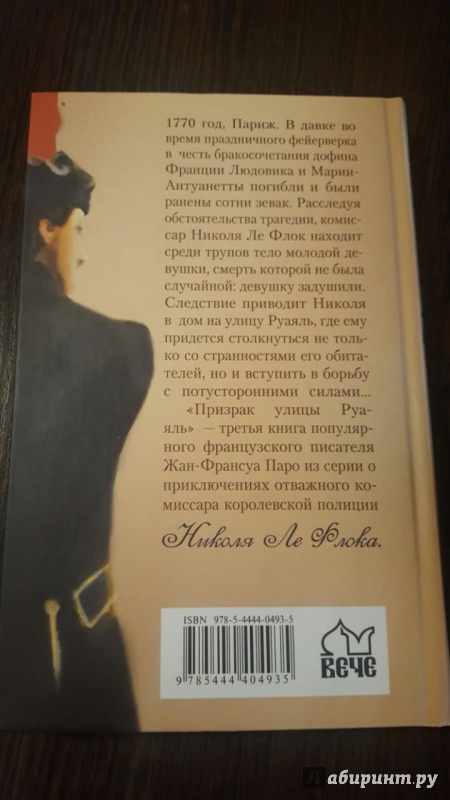 1770 год, Париж. В давке во
время праздничного фейерверка
в честь бракосочетания дофина
Франции Людовика и Марии-
Антуанетты погибли и были
ранены сотни зевак. Расследуя
обстоятельства трагедии, комис-
сар Николя Ле Флок находит
среди трупов тело молодой де-
вушки, смерть которой не была
случайной: девушку задушили.
Следствие приводит Николя
в дом на улицу Руаяль, где ему
придется столкнуться не толь-
ко со странностями его обита-
телей, но и вступить в борьбу
с потусторонними силами...
«Призрак улицы Руа-
яль» — третья книга популяр-
ного французского писателя
Жан-Франсуа Паро из серии о
приключениях отважного ко-
миссара королевской полиции
Николя Ле Флока.
ISBN 978-5-4444-0493-5
9 785444 404935
ВЕЧЕ
Лабиринт.ру